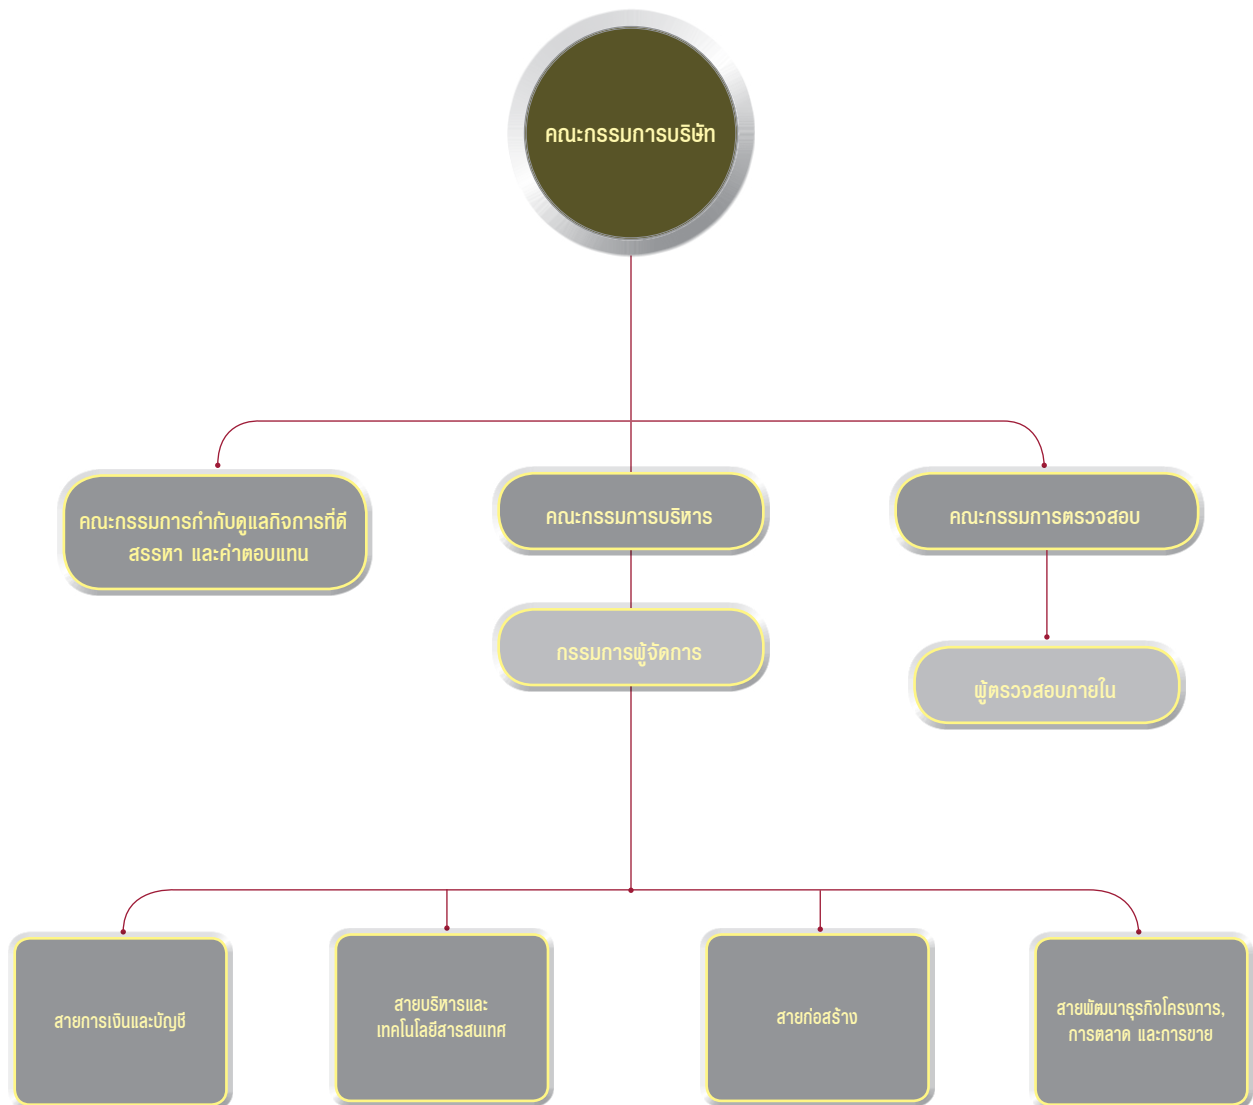 คณะกรรมการบริษัท
คณะกรรมการกำกับดูแลกิจการที่ดี
สรรหา และค่าตอบแทน
คณะกรรมการบริหาร
คณะกรรมการตรวจสอบ
กรรมการผู้จัดการ
ผู้ตรวจสอบภายใน
สายการเงินและบัญชี
สายบริหารและ
เทคโนโลยีสารสนเทศ
สายก่อสร้าง
สายพัฒนาธุรกิจโครงการ,
การตลาด และการขาย